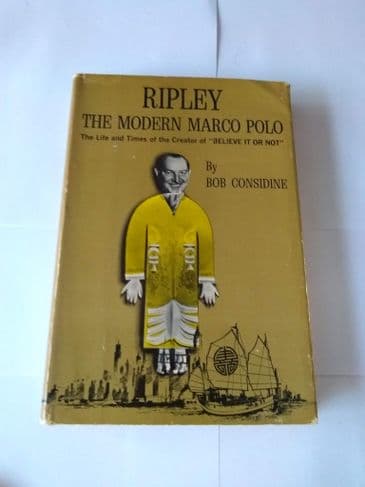 RIPLEY
THE MODERN MARCO POLO
The Life and Times of the Creator of "BELIEVE IT OR NOT"
By
BOB CONSIDINE